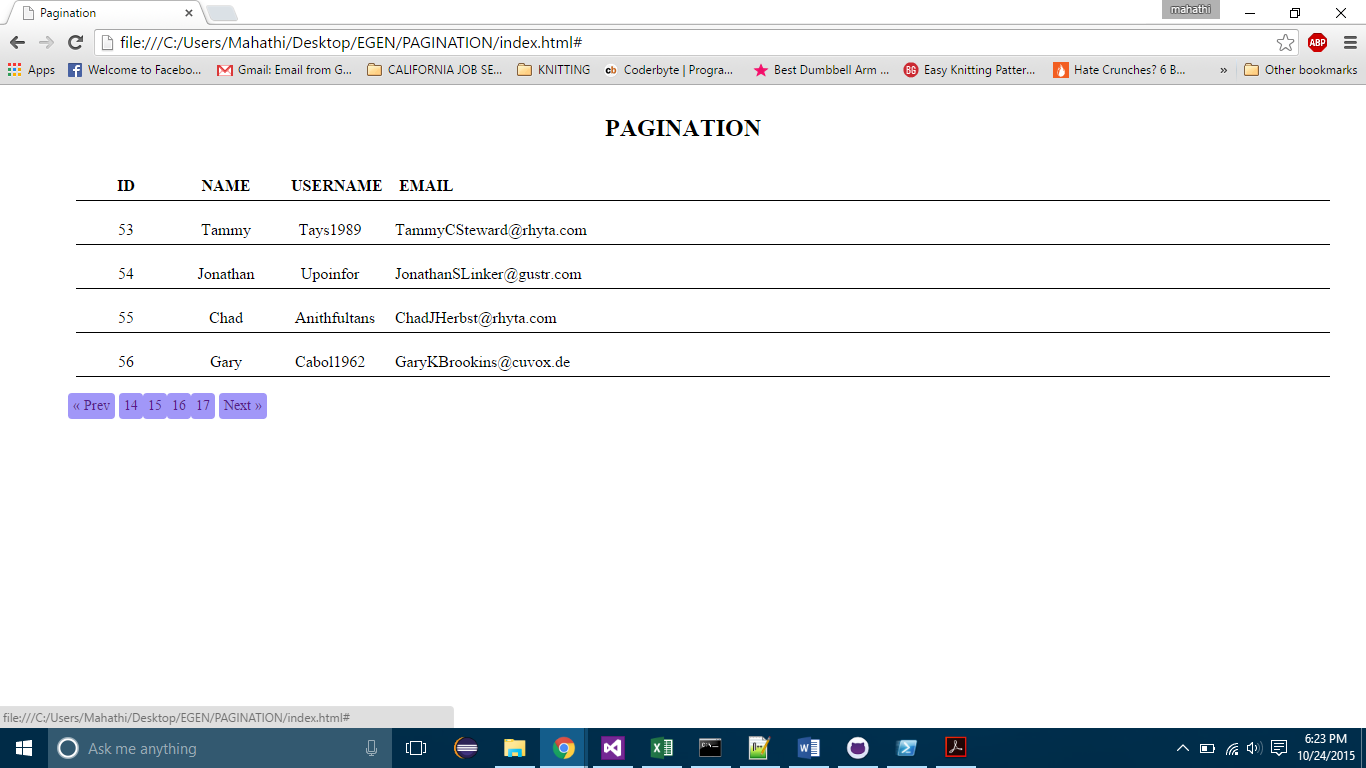 Pagination
mahathi
file:///C:/Users/Mahathi/Desktop/EGEN/PAGINATION/index.html#
ABP
Apps Welcome to Facebo... Gmail: Email from G... CALIFORNIA JOB SE... KNITTING cb Coderbyte | Progra... Best Dumbbell Arm ... BG Easy Knitting Patter... Hate Crunches? 6 B... » Other bookmarks
PAGINATION
ID NAME USERNAME EMAIL
53 Tammy Tays1989 TammyCSteward@rhyta.com
54 Jonathan Upoinfor JonathanSLinker@gustr.com
55 Chad Anithfultans ChadJHerbst@rhyta.com
56 Gary Cabol1962 GaryKBrookins@cuvox.de
« Prev 14 15 16 17 Next »
file:///C:/Users/Mahathi/Desktop/EGEN/PAGINATION/index.html#
Ask me anything
6:23 PM
10/24/2015